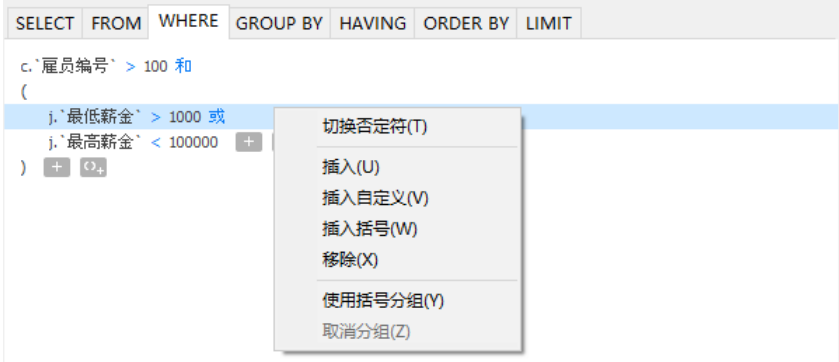 SELECT FROM WHERE GROUP BY HAVING ORDER BY LIMIT
c.`雇员编号` > 100 和
(
j.`最低薪金` > 1000 或
j.`最高薪金` < 100000 +
) + <>+
切换否定符(T)
插入(U)
插入自定义(V)
插入括号(W)
移除(X)
使用括号分组(Y)
取消分组(Z)